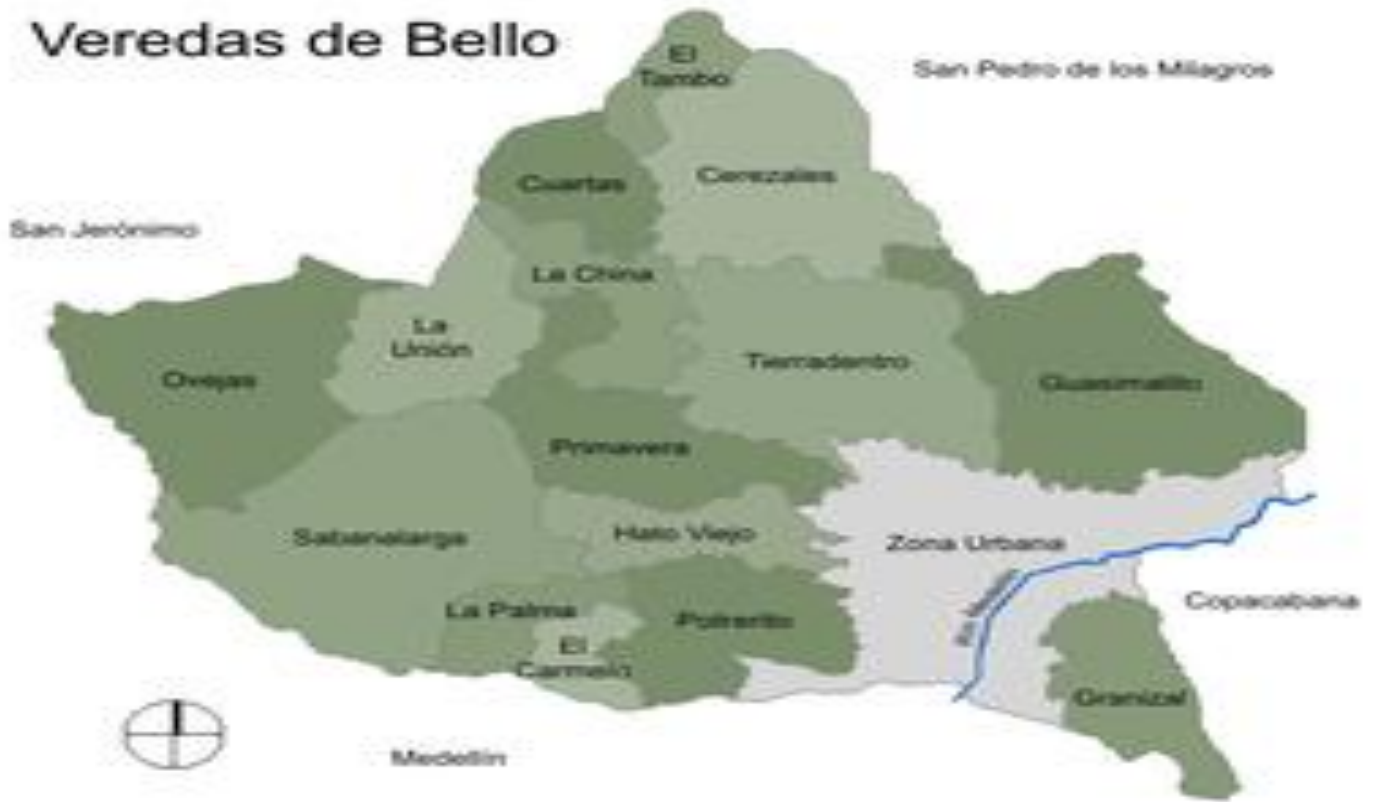 Veredas de Bello
El
Tambo
San Pedro de los Milagros
Cuartas
Cerezales
San Jerónimo
La China
La
Unión
Tierradentro
Ovejas
Guasimalito
Primavera
Sabanalarga
Hato Viejo
Zona Urbana
La Palma
Potrerito
Copacabana
El
Carmelo
Granizal
Medellín